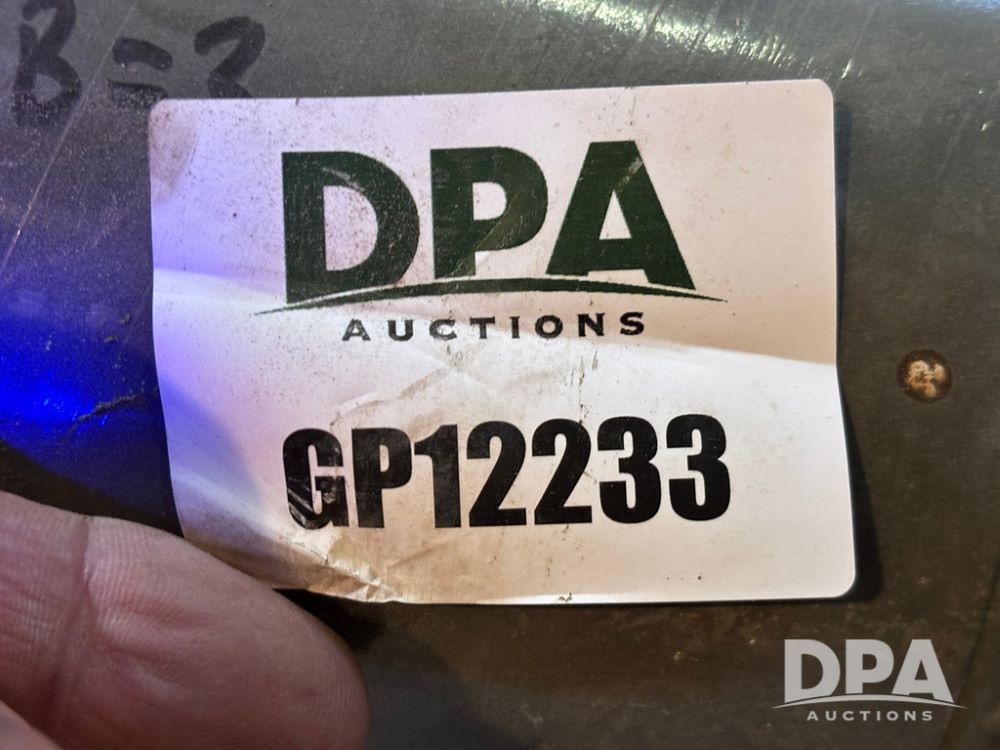 B=3
DPA
AUCTIONS
GP12233
DPA
AUCTIONS